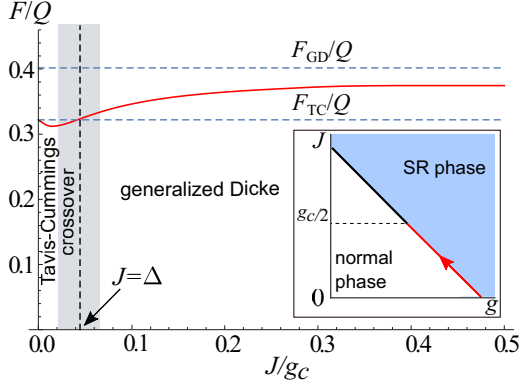 F/Q
0.4
0.3
0.2
0.1
F_GD/Q
F_TC/Q
Tavis-Cummings
crossover
generalized Dicke
J=Δ
J
SR phase
g_c/2
normal
phase
0
g
0.0 0.1 0.2 0.3 0.4 0.5
J/g_c